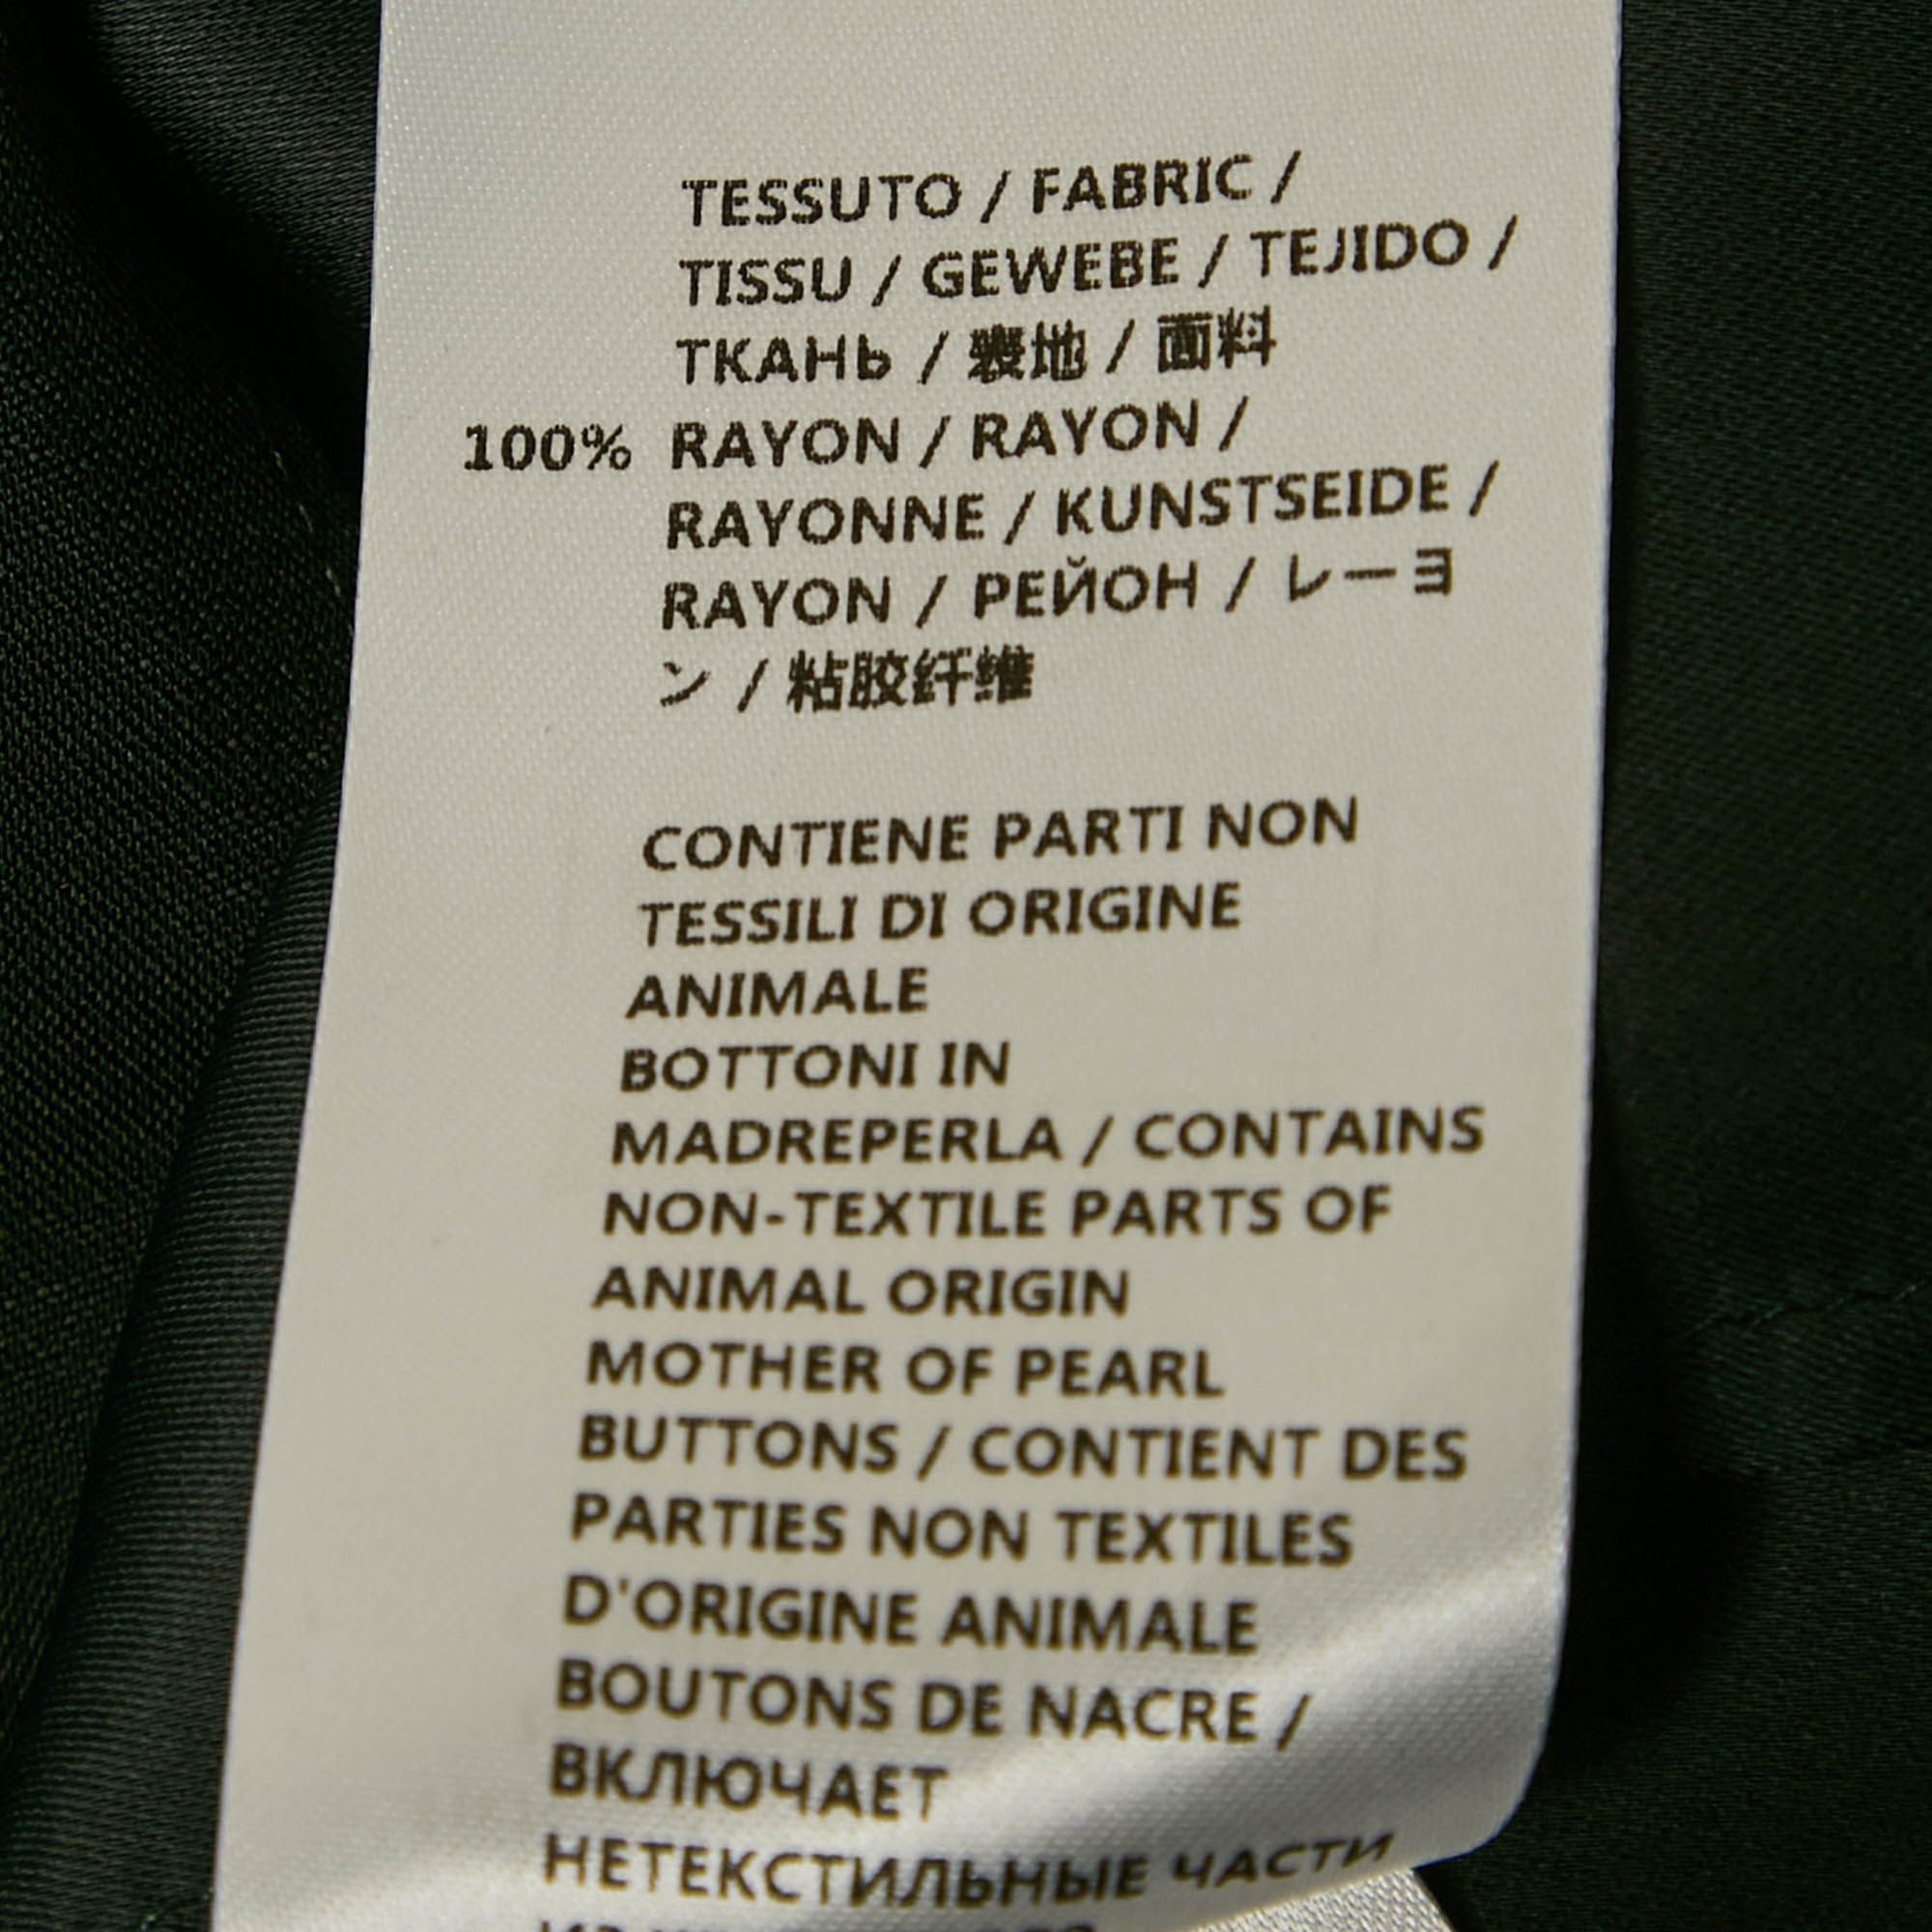 TESSUTO / FABRIC /
TISSU / GEWEBE / TEJIDO /
ТКАНЬ / 表地 / 面料
100% RAYON / RAYON /
RAYONNE / KUNSTSEIDE /
RAYON / РЕЙОН / レーヨ
ン / 粘胶纤维
CONTIENE PARTI NON
TESSILI DI ORIGINE
ANIMALE
BOTTONI IN
MADREPERLA / CONTAINS
NON-TEXTILE PARTS OF
ANIMAL ORIGIN
MOTHER OF PEARL
BUTTONS / CONTIENT DES
PARTIES NON TEXTILES
D'ORIGINE ANIMALE
BOUTONS DE NACRE /
ВКЛЮЧАЕТ
НЕТЕКСТИЛЬНЫЕ ЧАСТИ